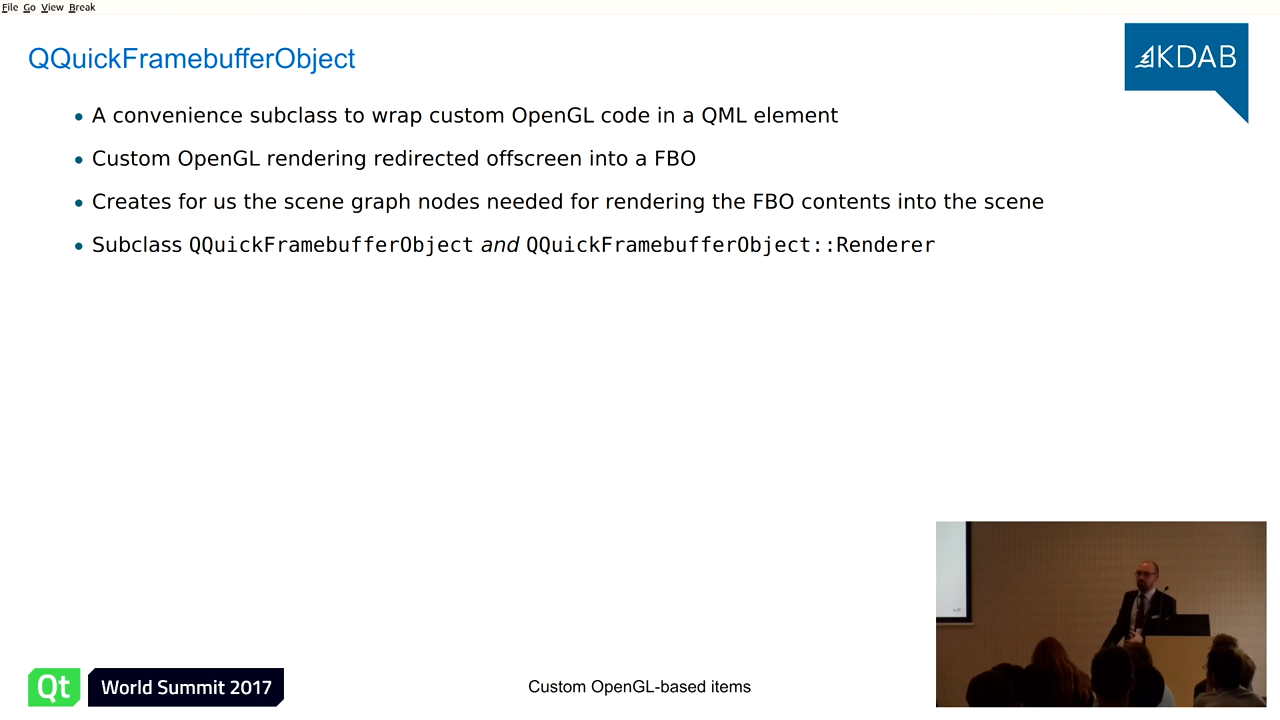 File Go View Break
QQuickFramebufferObject
KDAB
A convenience subclass to wrap custom OpenGL code in a QML element
Custom OpenGL rendering redirected offscreen into a FBO
Creates for us the scene graph nodes needed for rendering the FBO contents into the scene
Subclass QQuickFramebufferObject and QQuickFramebufferObject::Renderer
Qt World Summit 2017
Custom OpenGL-based items